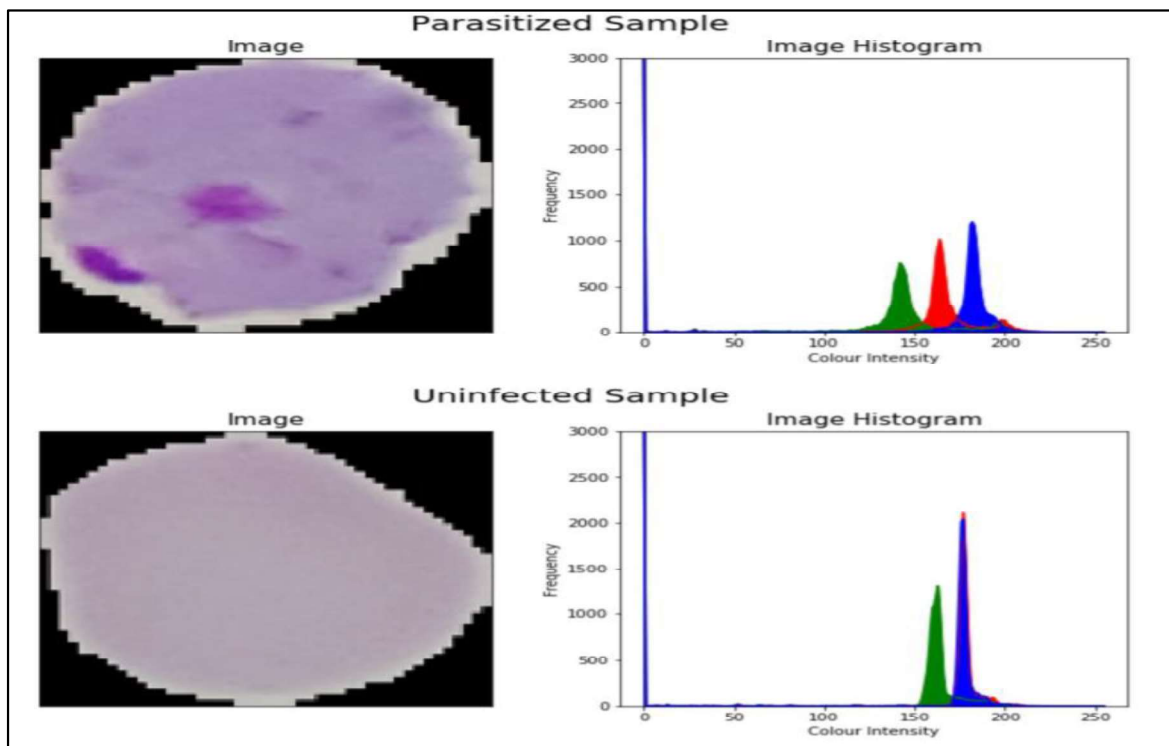 Parasitized Sample
Image
Image Histogram
3000
2500
2000
1500
1000
500
0
Frequency
0 50 100 150 200 250
Colour Intensity
Uninfected Sample
Image
Image Histogram
3000
2500
2000
1500
1000
500
0
Frequency
0 50 100 150 200 250
Colour Intensity